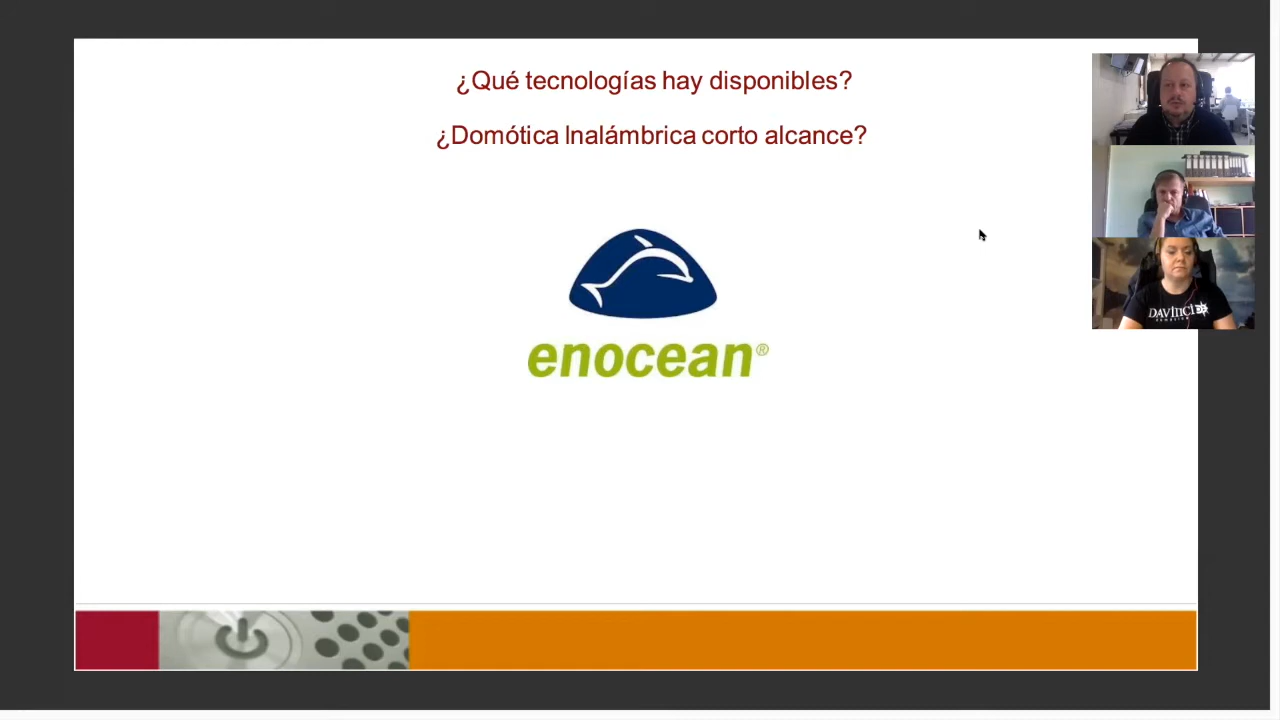 ¿Qué tecnologías hay disponibles?
¿Domótica Inalámbrica corto alcance?
enocean®
DAVINCI